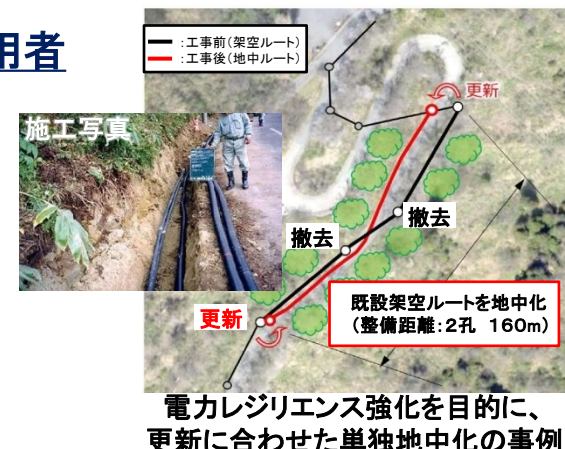 用者
:工事前(架空ルート)
:工事後(地中ルート)
更新
施工写真
撤去
撤去
更新
既設架空ルートを地中化
(整備距離:2孔 160m)
電力レジリエンス強化を目的に、
更新に合わせた単独地中化の事例